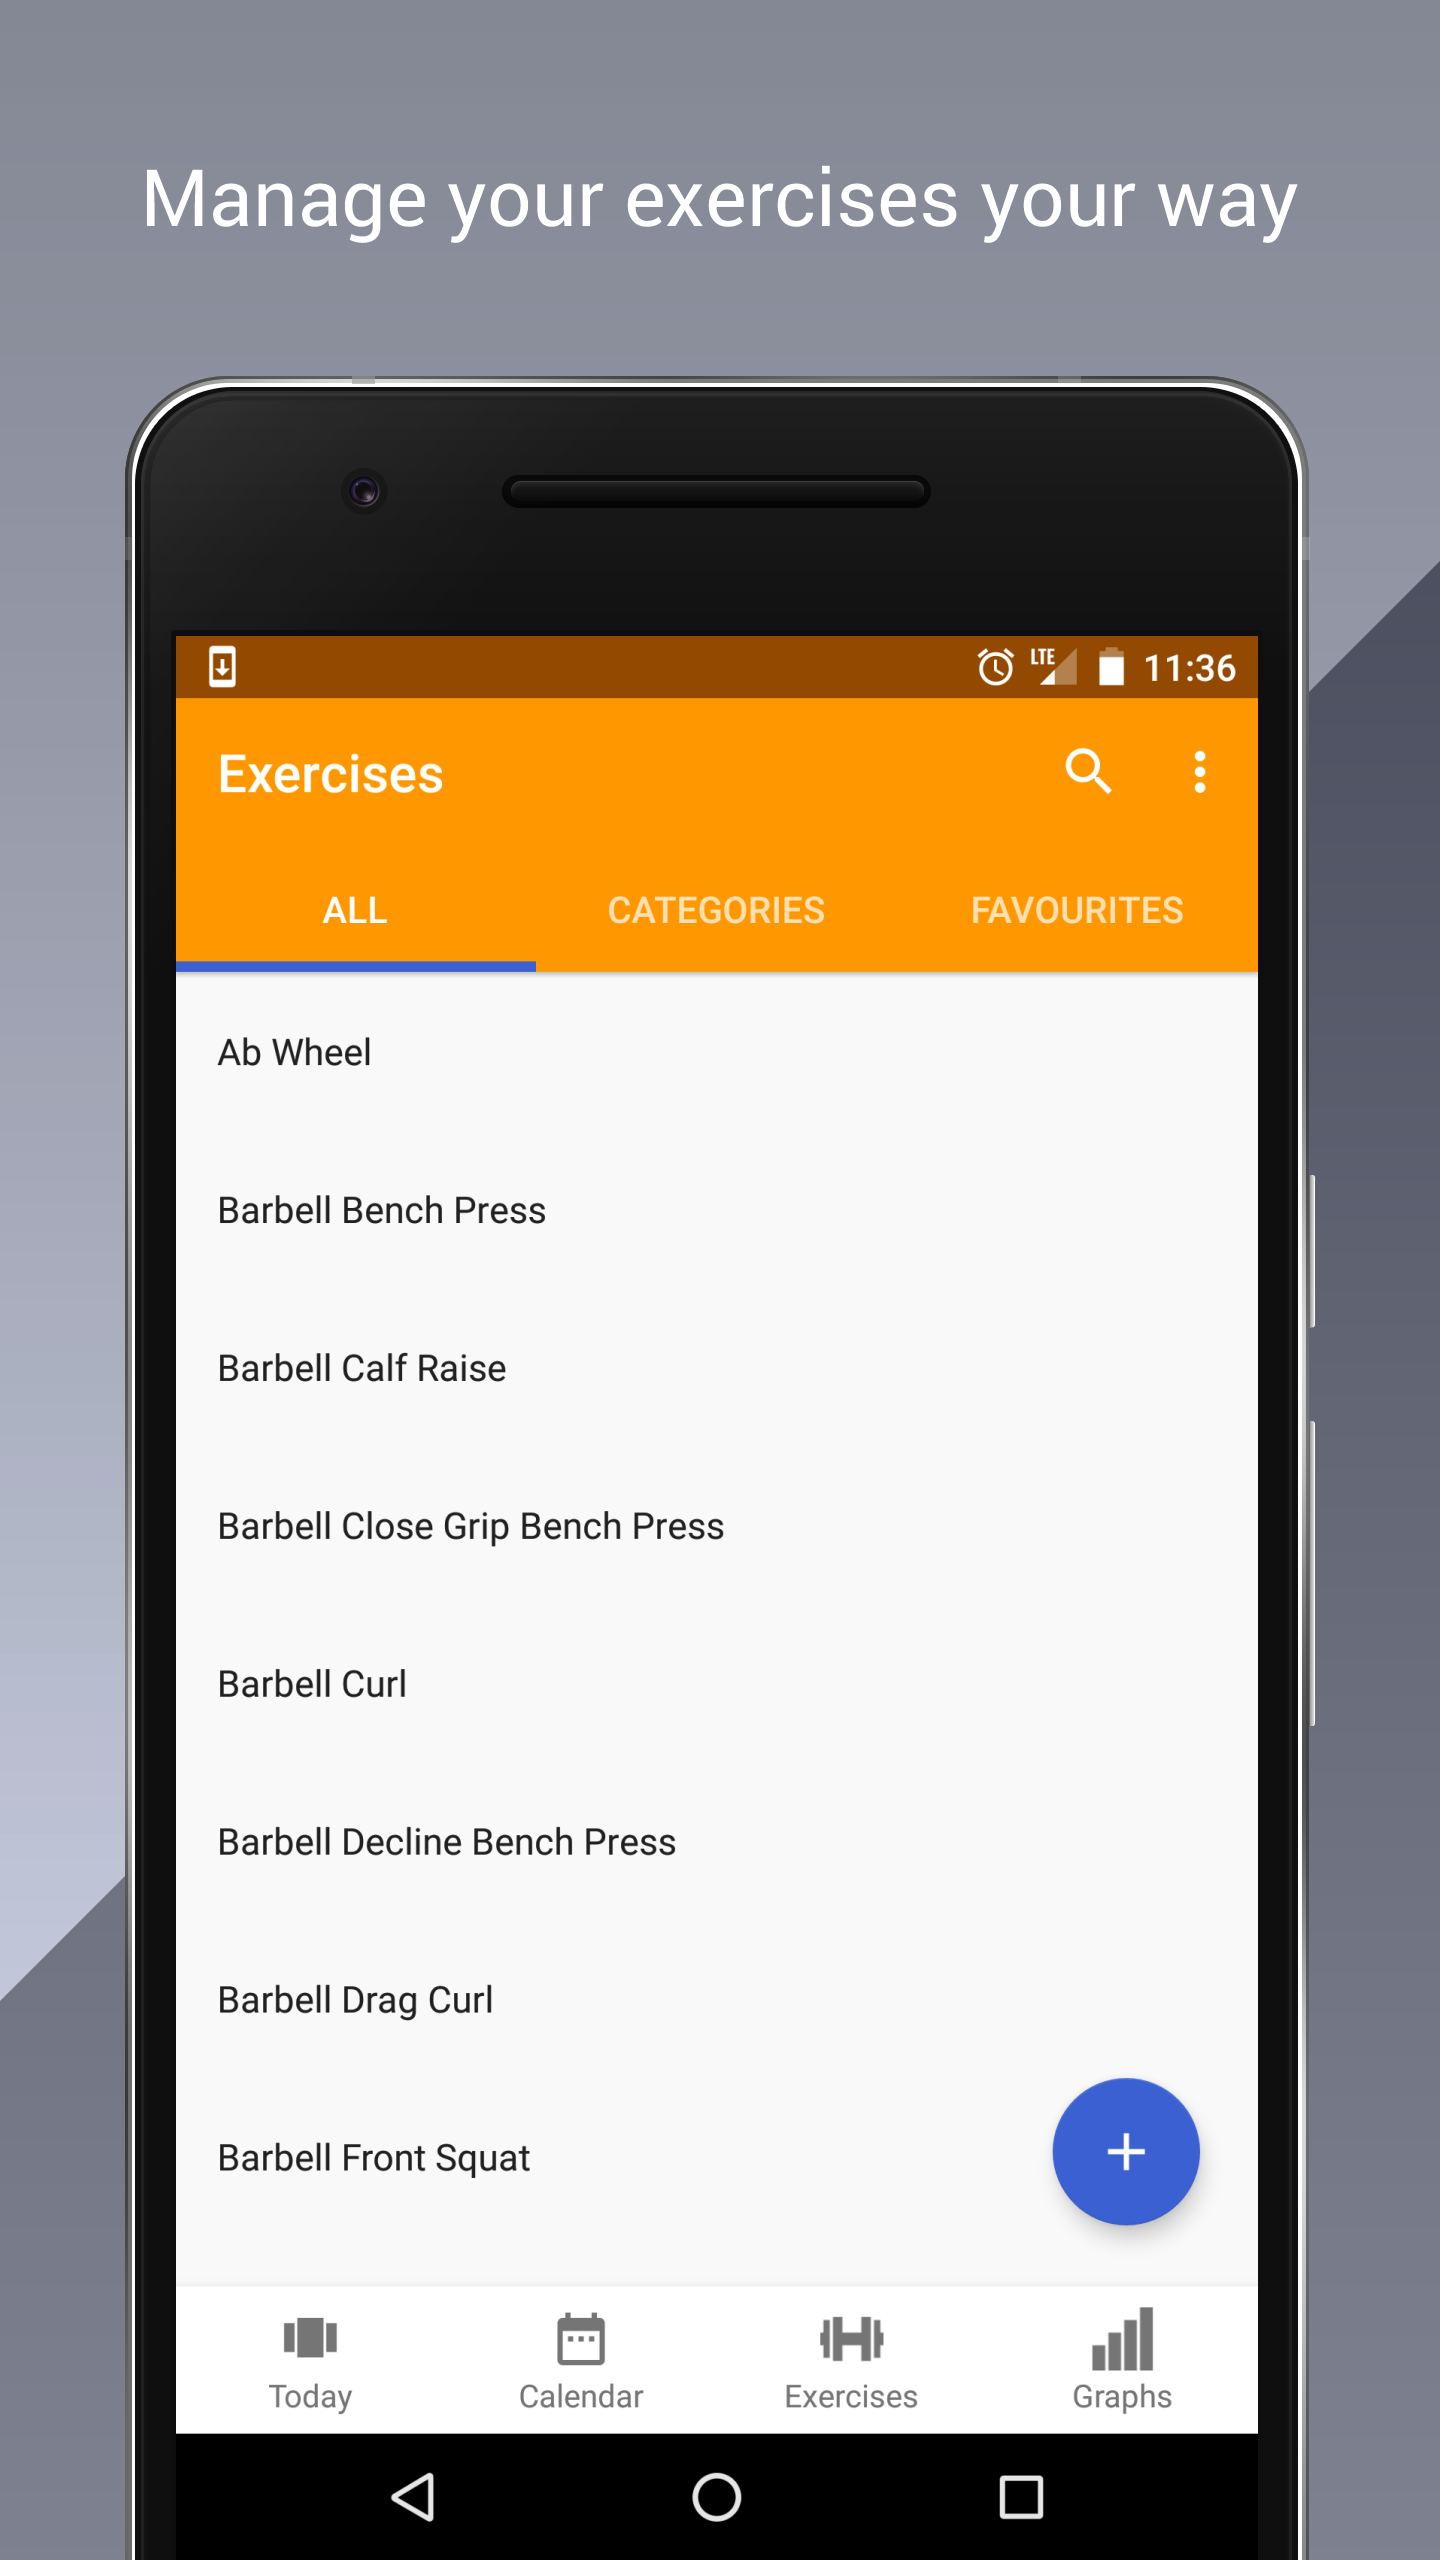 Manage your exercises your way
LTE 11:36
Exercises
ALL CATEGORIES FAVOURITES
Ab Wheel
Barbell Bench Press
Barbell Calf Raise
Barbell Close Grip Bench Press
Barbell Curl
Barbell Decline Bench Press
Barbell Drag Curl
Barbell Front Squat
Today Calendar Exercises Graphs